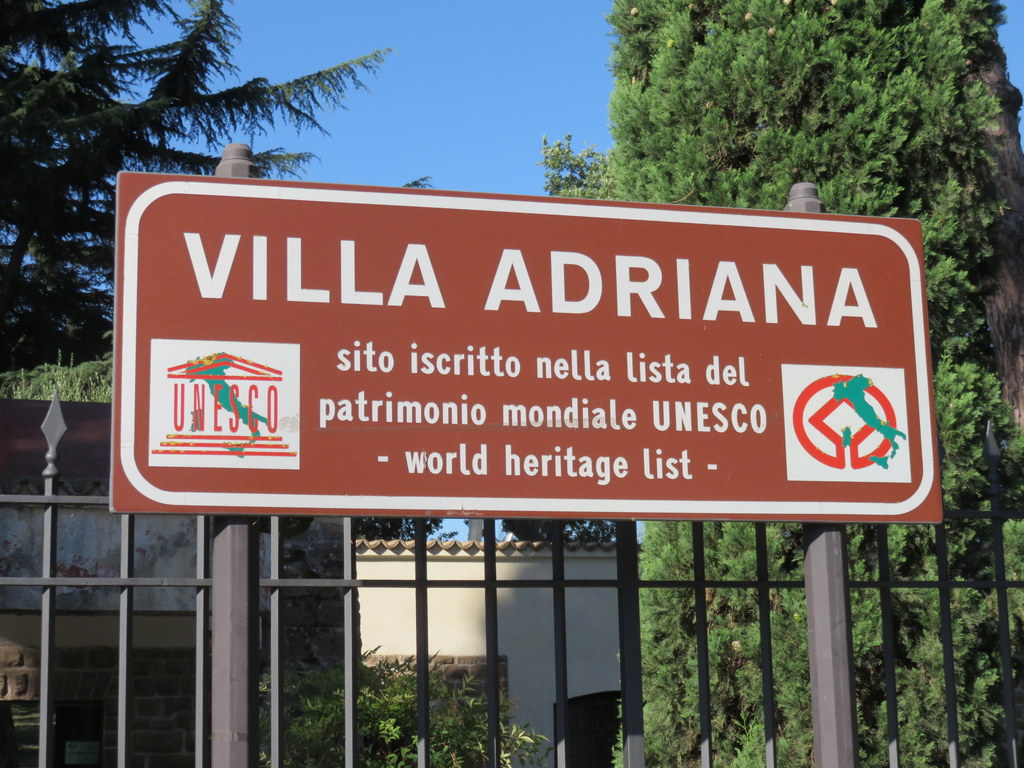 VILLA ADRIANA
sito iscritto nella lista del
patrimonio mondiale UNESCO
- world heritage list -
UNESCO